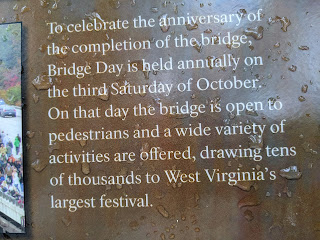 To celebrate the anniversary of
the completion of the bridge,
Bridge Day is held annually on
the third Saturday of October.
On that day the bridge is open to
pedestrians and a wide variety of
activities are offered, drawing tens
of thousands to West Virginia's
largest festival.